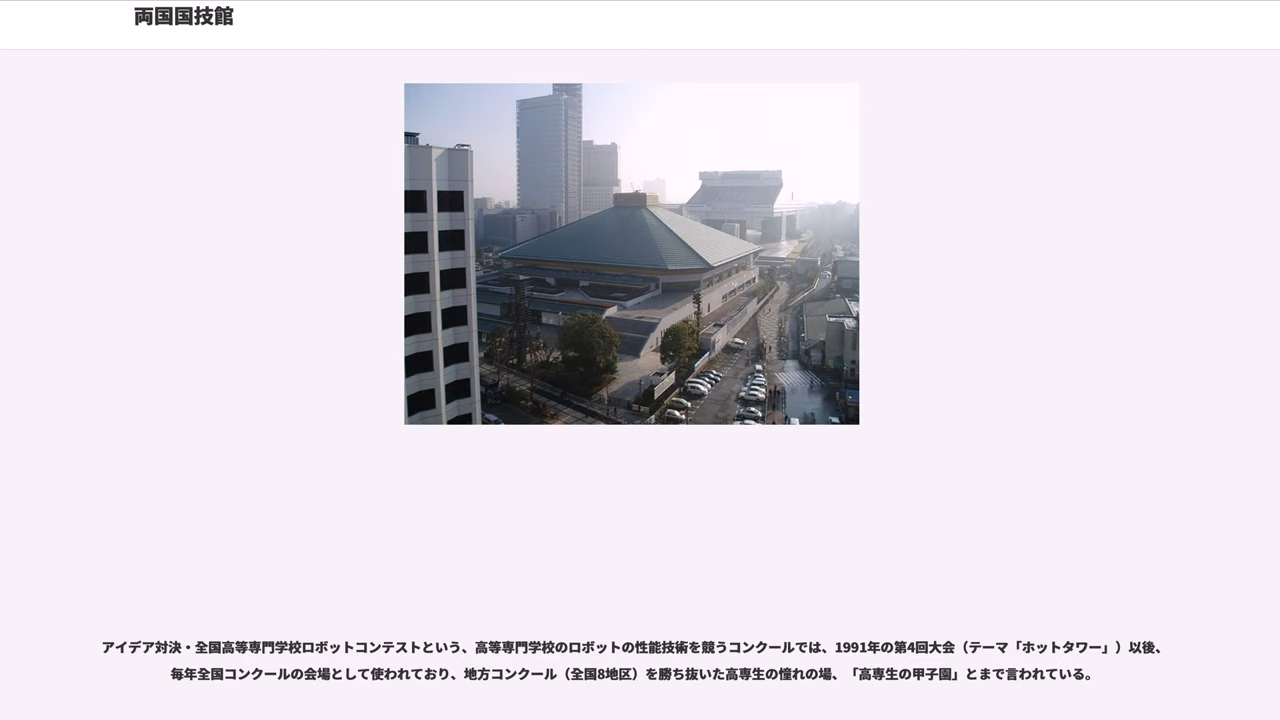 両国国技館
アイデア対決・全国高等専門学校ロボットコンテストという、高等専門学校のロボットの性能技術を競うコンクールでは、1991年の第4回大会（テーマ「ホットタワー」）以後、
毎年全国コンクールの会場として使われており、地方コンクール（全国8地区）を勝ち抜いた高専生の憧れの場、「高専生の甲子園」とまで言われている。